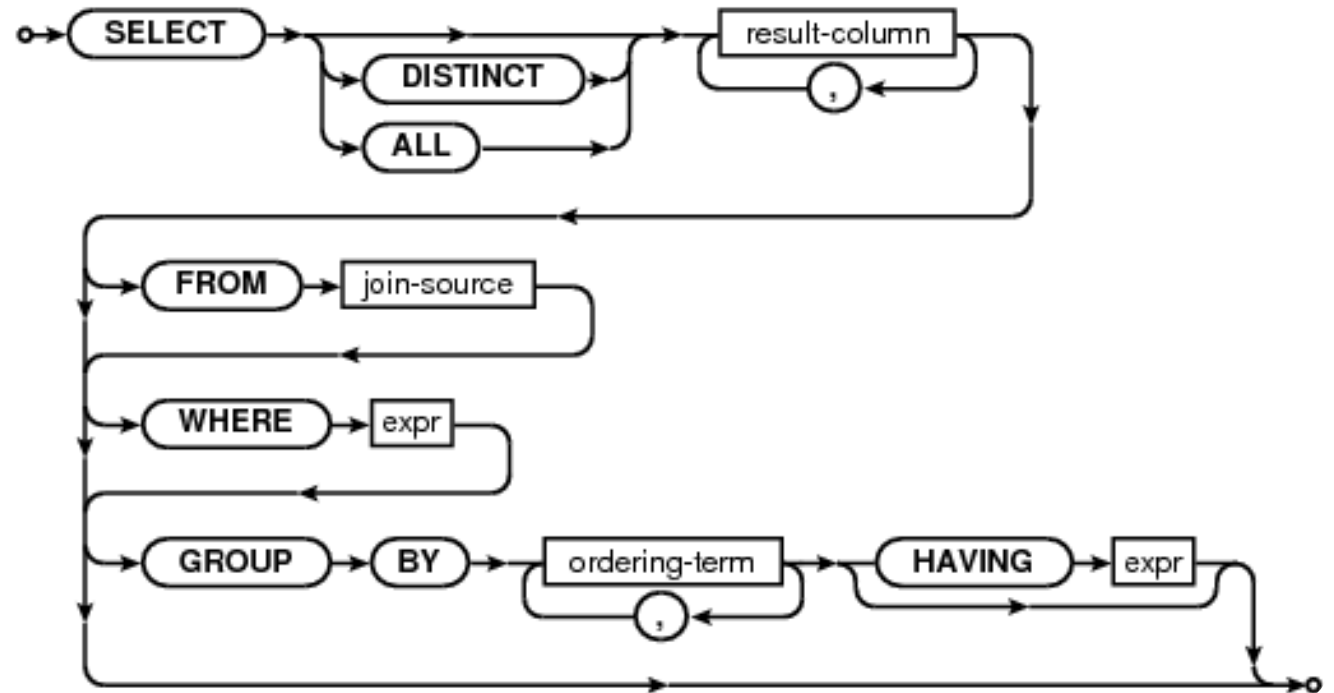 SELECT
result-column
DISTINCT
,
ALL
FROM join-source
WHERE expr
GROUP BY ordering-term HAVING expr
,